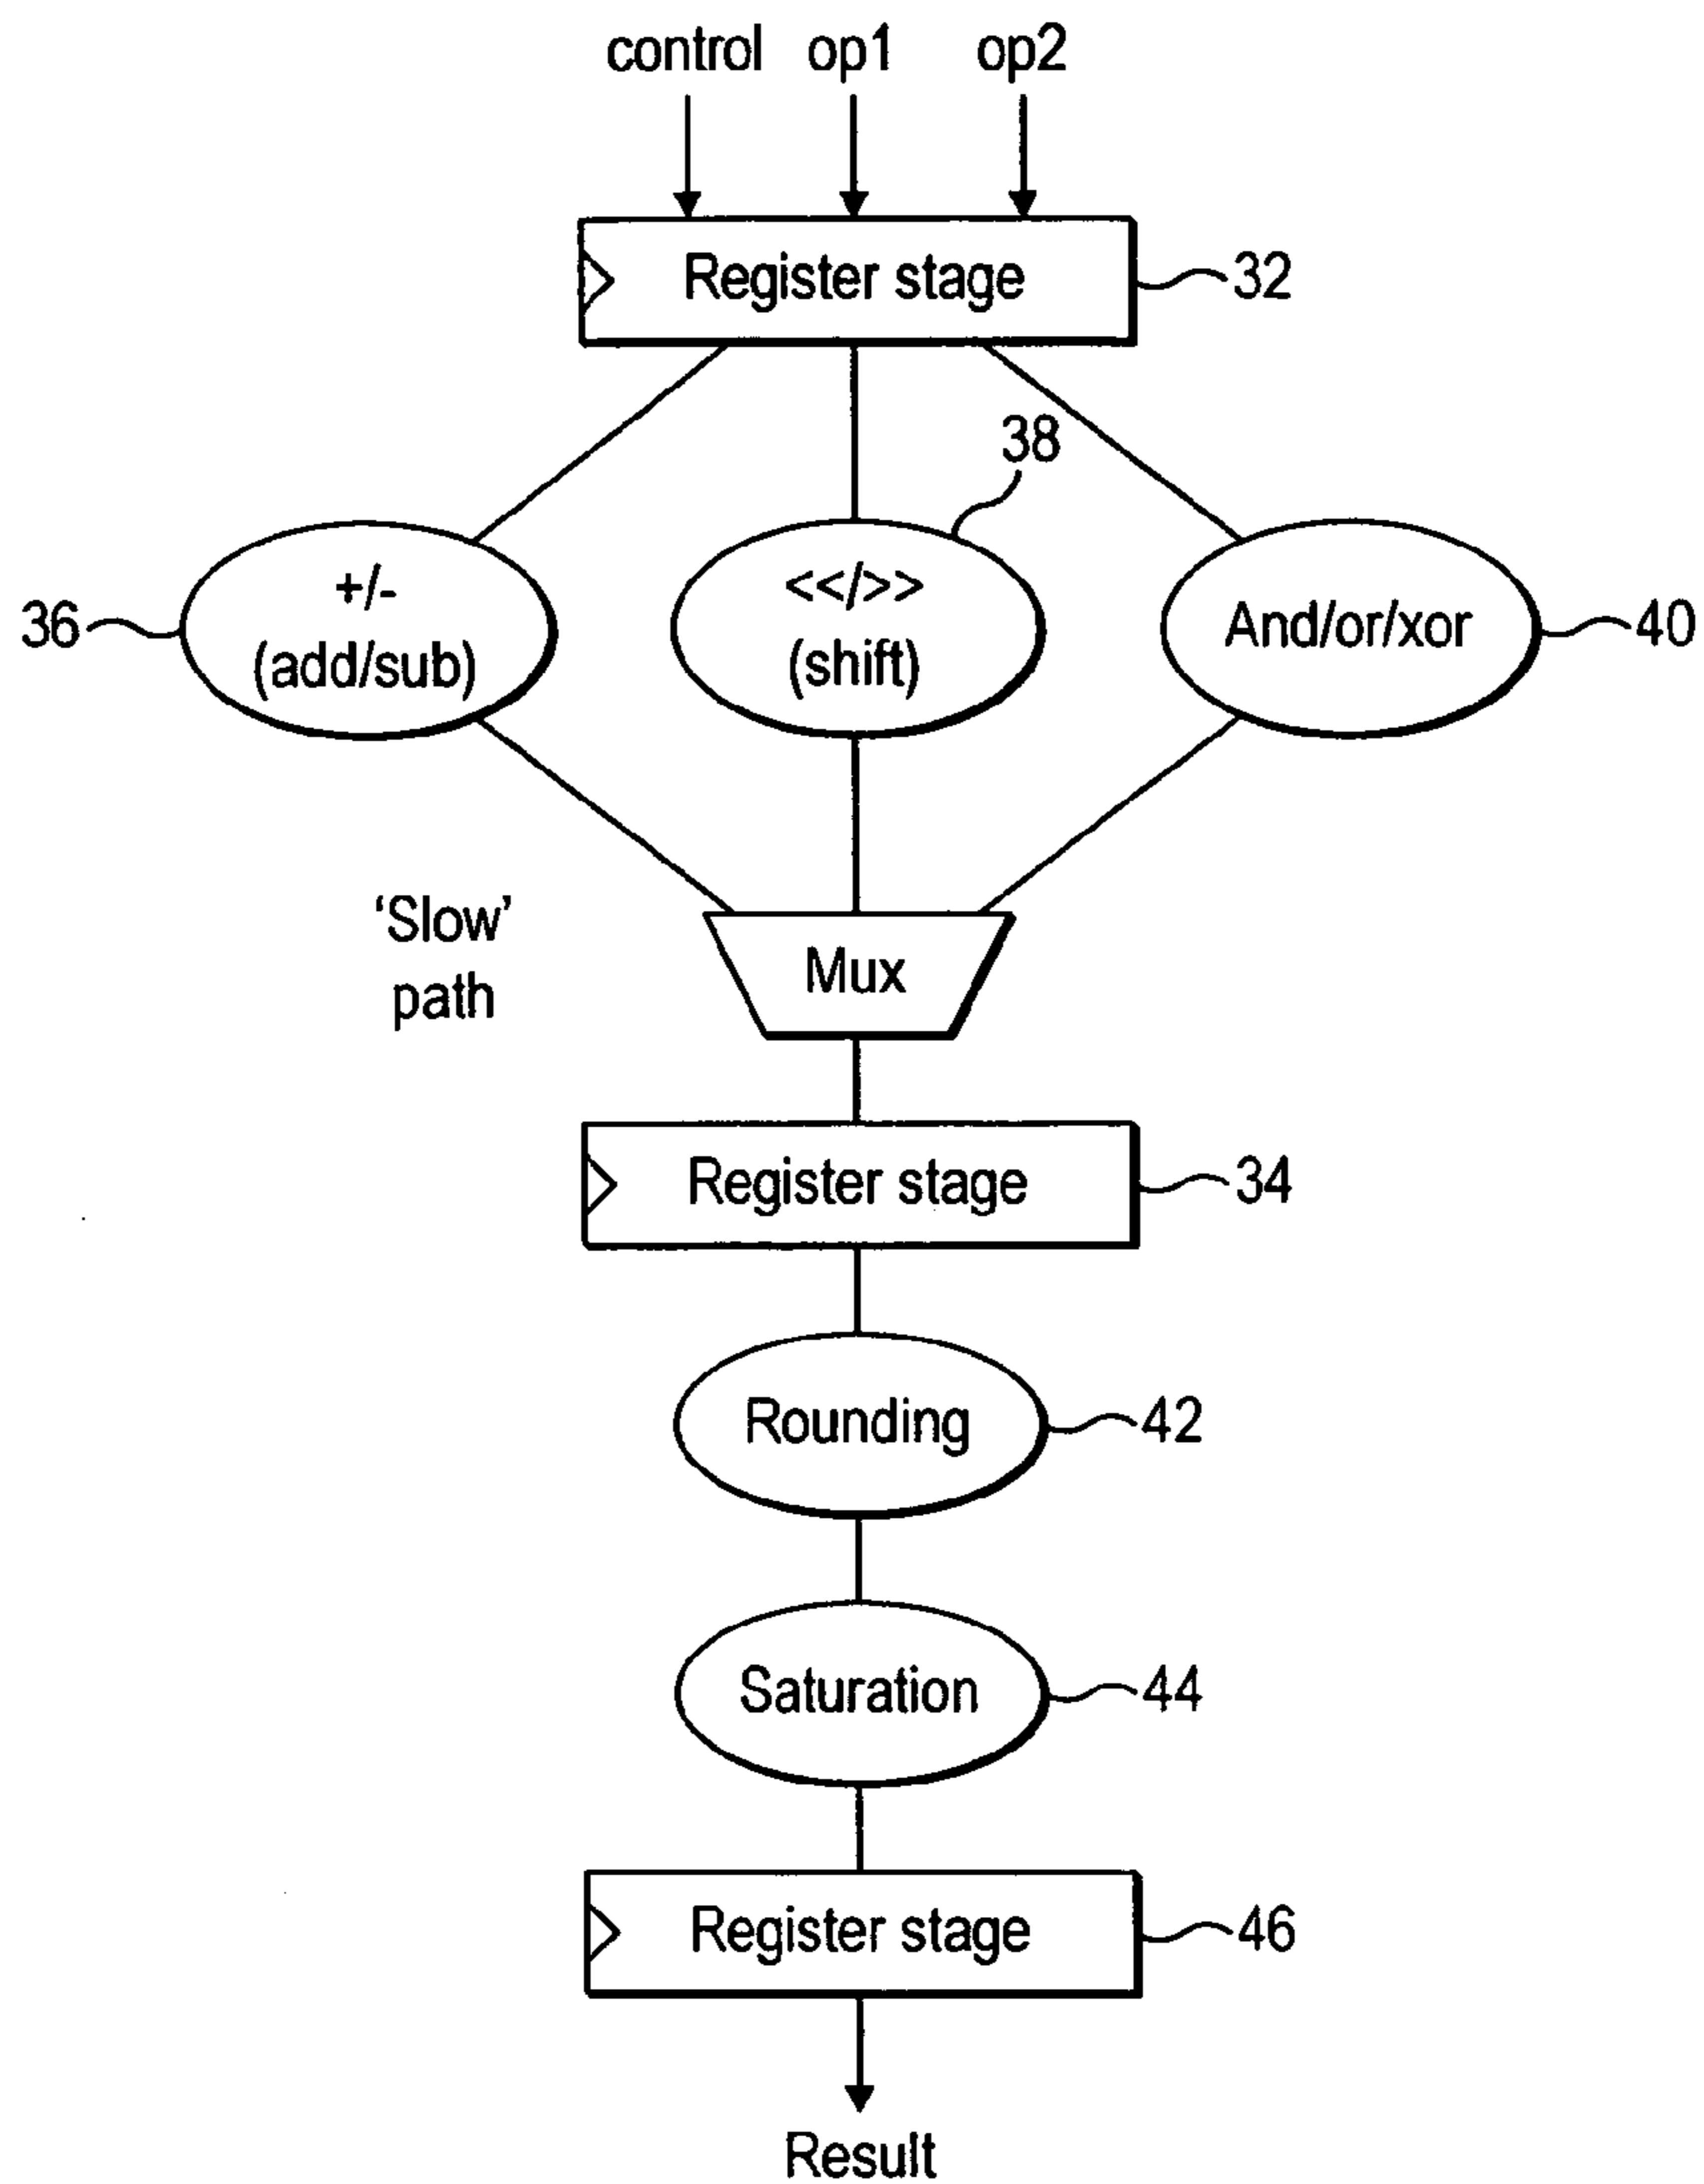 control op1 op2
Register stage
32
38
36
+/-
(add/sub)
<</>>
(shift)
And/or/xor
40
‘Slow’
path
Mux
Register stage
34
Rounding
42
Saturation
44
Register stage
46
Result